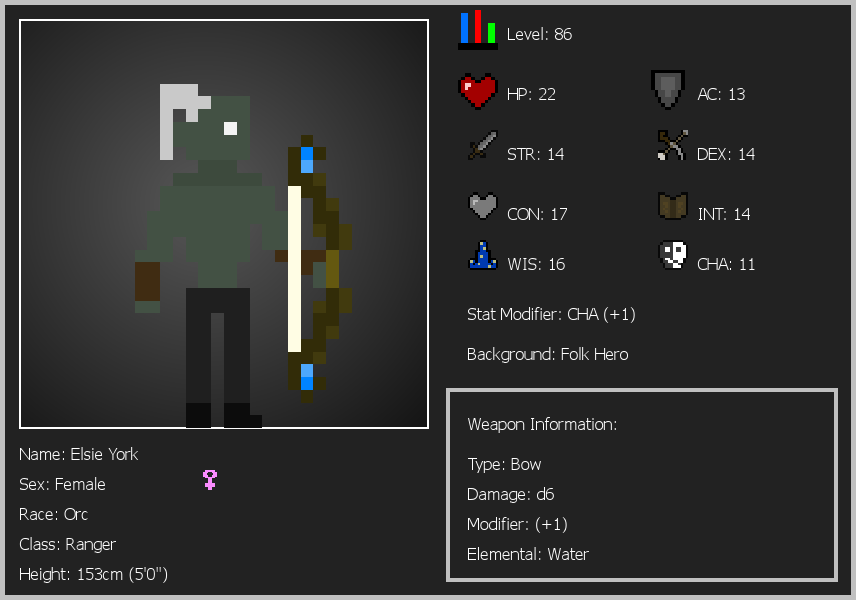 Level: 86
HP: 22
AC: 13
STR: 14
DEX: 14
CON: 17
INT: 14
WIS: 16
CHA: 11
Stat Modifier: CHA (+1)
Background: Folk Hero
Weapon Information:
Type: Bow
Damage: d6
Modifier: (+1)
Elemental: Water
Name: Elsie York
Sex: Female
Race: Orc
Class: Ranger
Height: 153cm (5'0")